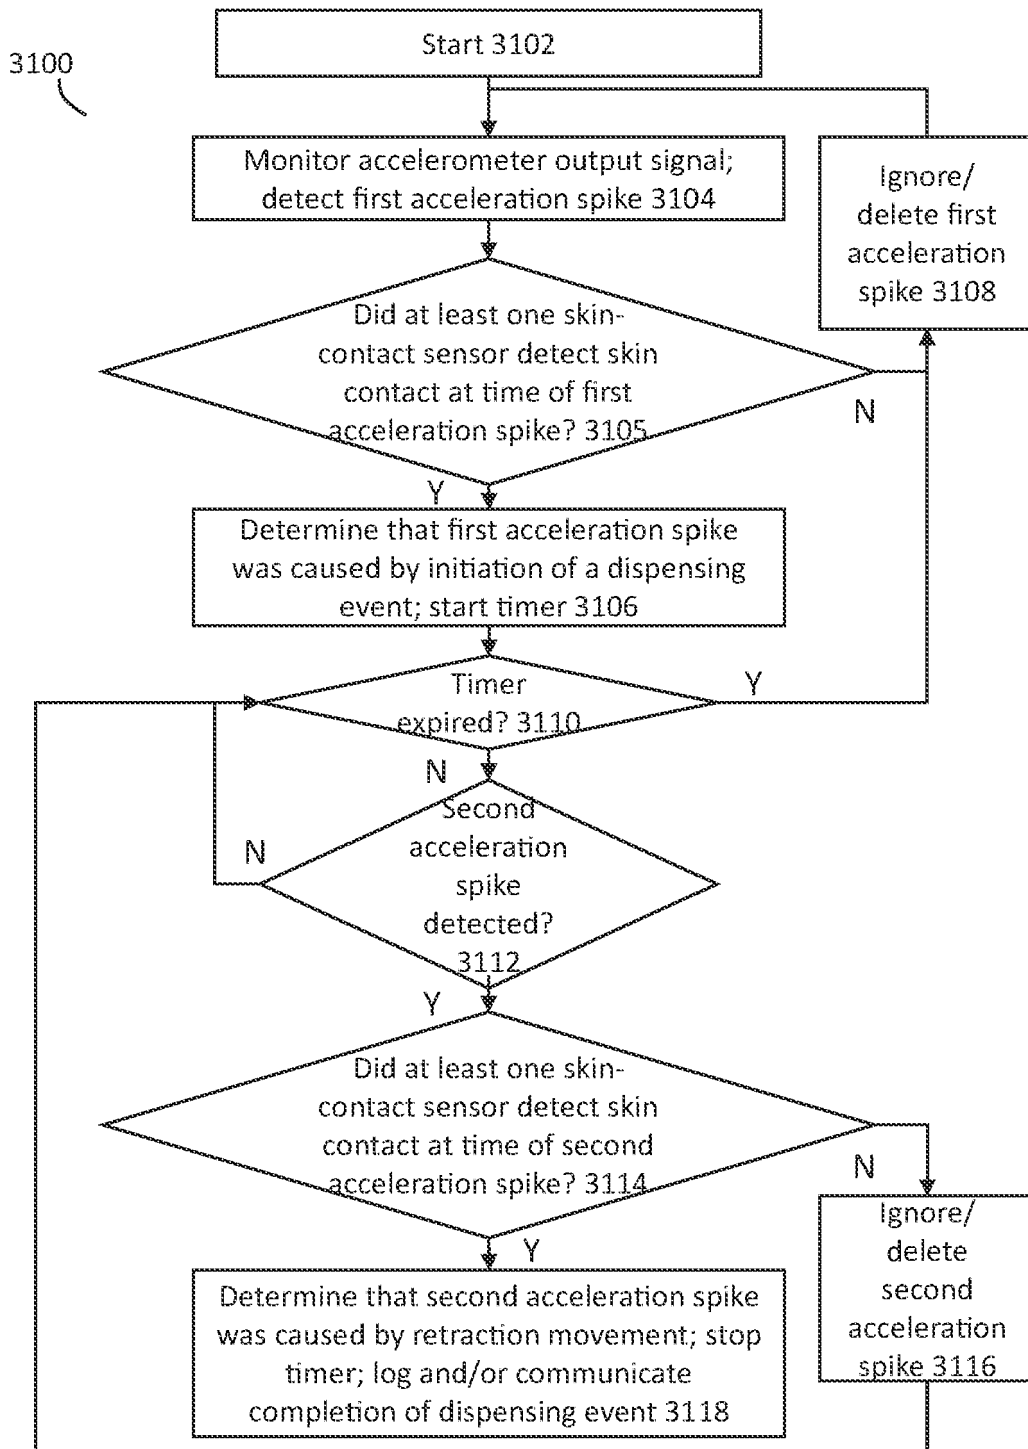 Start 3102
3100
Monitor accelerometer output signal;
detect first acceleration spike 3104
Ignore/
delete first
acceleration
spike 3108
Did at least one skin-
contact sensor detect skin
contact at time of first
acceleration spike? 3105
N
Y
Determine that first acceleration spike
was caused by initiation of a dispensing
event; start timer 3106
Timer
expired? 3110
Y
N
Second
acceleration
spike
detected?
3112
N
Y
Did at least one skin-
contact sensor detect skin
contact at time of second
acceleration spike? 3114
N
Y
Ignore/
delete
second
acceleration
spike 3116
Determine that second acceleration spike
was caused by retraction movement; stop
timer; log and/or communicate
completion of dispensing event 3118